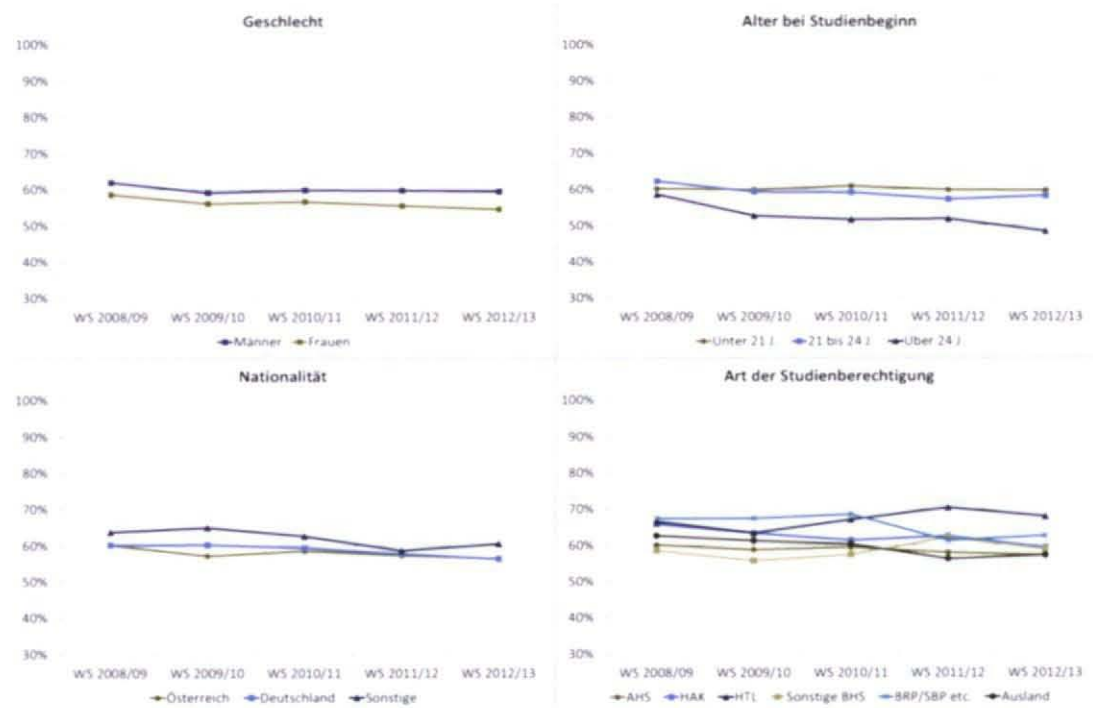 Geschlecht
100%
90%
80%
70%
60%
50%
40%
30%
WS 2008/09 WS 2009/10 WS 2010/11 WS 2011/12 WS 2012/13
Männer Frauen
Alter bei Studienbeginn
100%
90%
80%
70%
60%
50%
40%
30%
WS 2008/09 WS 2009/10 WS 2010/11 WS 2011/12 WS 2012/13
Unter 21 J. 21 bis 24 J. Über 24 J.
Nationalität
100%
90%
80%
70%
60%
50%
40%
30%
WS 2008/09 WS 2009/10 WS 2010/11 WS 2011/12 WS 2012/13
Österreich Deutschland Sonstige
Art der Studienberechtigung
100%
90%
80%
70%
60%
50%
40%
30%
WS 2008/09 WS 2009/10 WS 2010/11 WS 2011/12 WS 2012/13
AHS HAK HTL Sonstige BHS BRP/SBP etc. Ausland